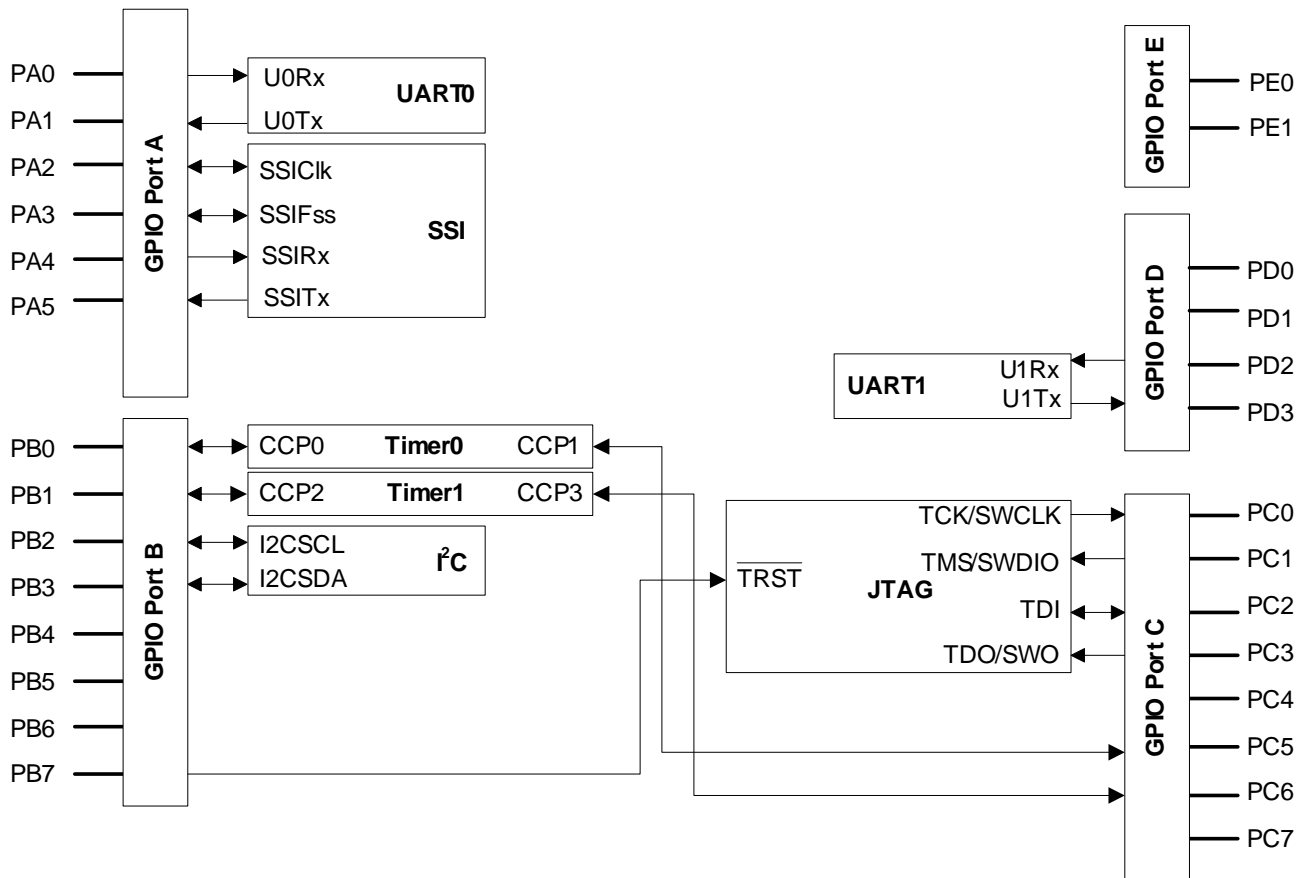 PA0
PA1
PA2
PA3
PA4
PA5
GPIO Port A
U0Rx
U0Tx
UART0
SSIClk
SSIFss
SSIRx
SSITx
SSI
PB0
PB1
PB2
PB3
PB4
PB5
PB6
PB7
GPIO Port B
CCP0 Timer0 CCP1
CCP2 Timer1 CCP3
I2CSCL
I2CSDA
I²C
GPIO Port E
PE0
PE1
U1Rx
U1Tx
UART1
GPIO Port D
PD0
PD1
PD2
PD3
TRST
JTAG
TCK/SWCLK
TMS/SWDIO
TDI
TDO/SWO
GPIO Port C
PC0
PC1
PC2
PC3
PC4
PC5
PC6
PC7